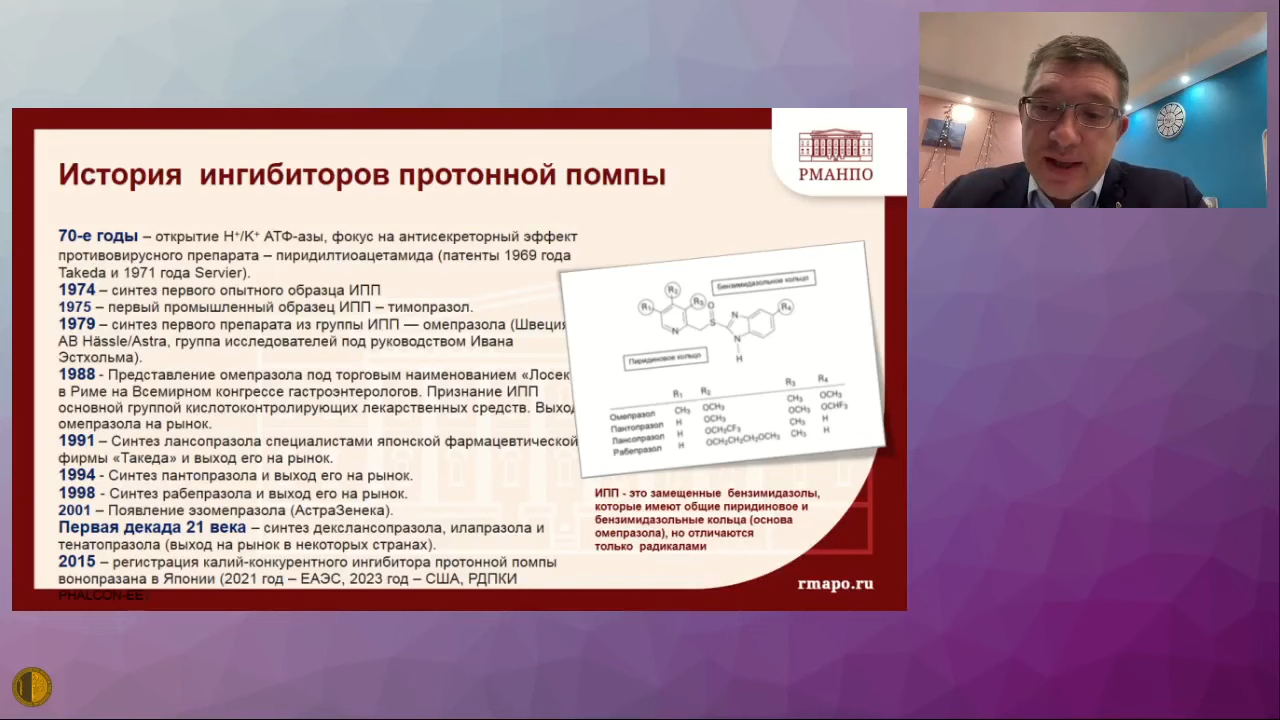 РМАНПО
История ингибиторов протонной помпы
70-е годы – открытие H⁺/K⁺ АТФ-азы, фокус на антисекреторный эффект
противовирусного препарата – пиридилтиоацетамида (патенты 1969 года
Takeda и 1971 года Servier).
1974 – синтез первого опытного образца ИПП
1975 – первый промышленный образец ИПП – тимопразол.
1979 – синтез первого препарата из группы ИПП — омепразола (Швеция
AB Hässle/Astra, группа исследователей под руководством Ивана
Эстхольма).
1988 - Представление омепразола под торговым наименованием «Лосек
в Риме на Всемирном конгрессе гастроэнтерологов. Признание ИПП
основной группой кислотоконтролирующих лекарственных средств. Выход
омепразола на рынок.
1991 – Синтез лансопразола специалистами японской фармацевтической
фирмы «Такеда» и выход его на рынок.
1994 - Синтез пантопразола и выход его на рынок.
1998 - Синтез рабепразола и выход его на рынок.
2001 – Появление эзомепразола (АстраЗенека).
Первая декада 21 века – синтез декслансопразола, илапразола и
тенатопразола (выход на рынок в некоторых странах).
2015 – регистрация калий-конкурентного ингибитора протонной помпы
вонопразана в Японии (2021 год – ЕАЭС, 2023 год – США, РДПКИ
PHALCON-EE)
Бензимидазольное кольцо
R₂
R₁ R₃ O R₄
N S N N
H
Пиридиновое кольцо
R₁ R₂ R₃ R₄
Омепразол CH₃ OCH₃ CH₃ OCH₃
Пантопразол H OCH₃ OCH₃ OCHF₂
Лансопразол H OCH₂CF₃ CH₃ H
Рабепразол H OCH₂CH₂CH₂OCH₃ CH₃ H
ИПП - это замещенные бензимидазолы,
которые имеют общие пиридиновое и
бензимидазольные кольца (основа
омепразола), но отличаются
только радикалами
rmapo.ru